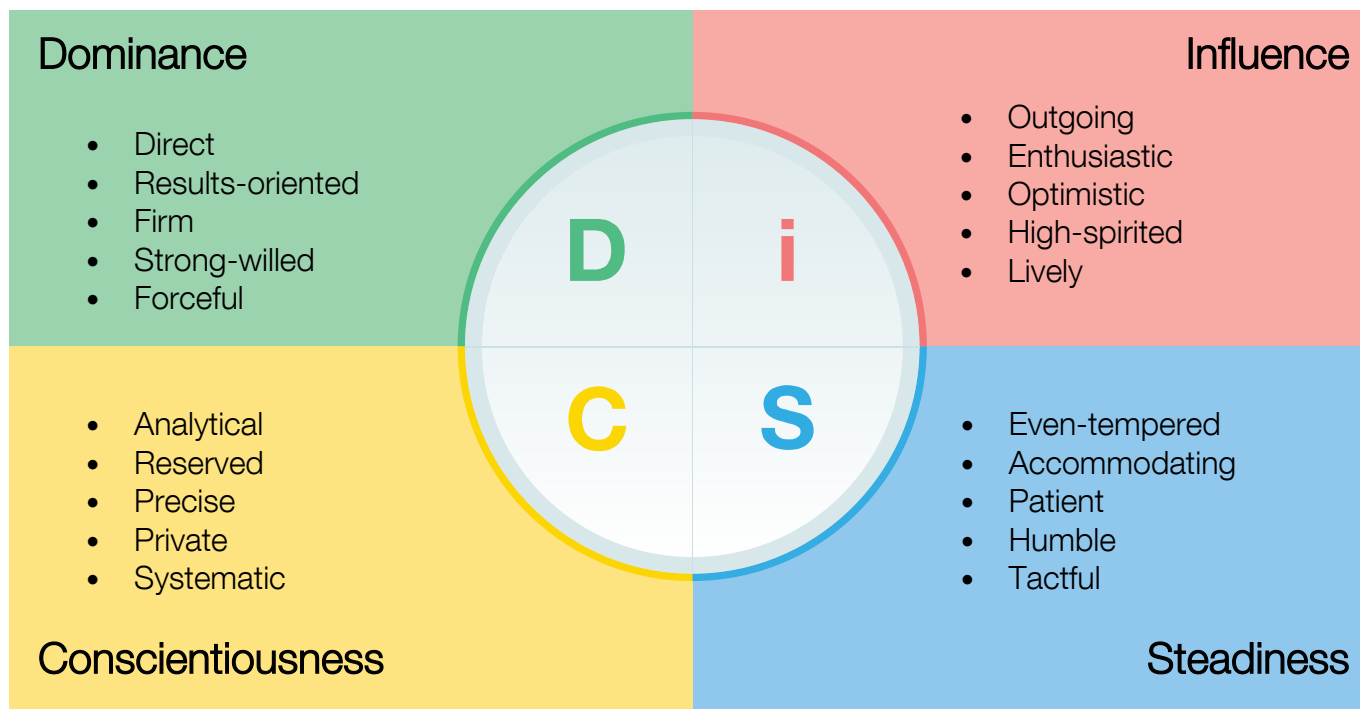 Dominance
• Direct
• Results-oriented
• Firm
• Strong-willed
• Forceful
Influence
• Outgoing
• Enthusiastic
• Optimistic
• High-spirited
• Lively
D
i
C
S
• Analytical
• Reserved
• Precise
• Private
• Systematic
Conscientiousness
• Even-tempered
• Accommodating
• Patient
• Humble
• Tactful
Steadiness